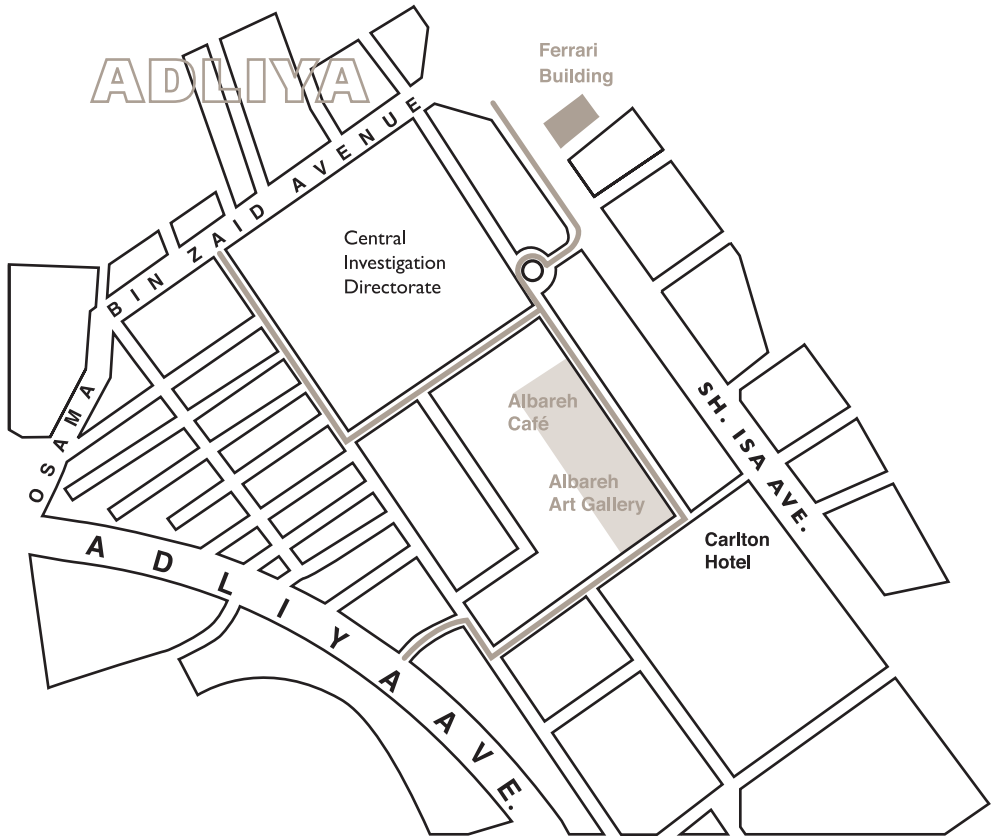 ADLIYA
Ferrari
Building
OSAMA BIN ZAID AVENUE
Central
Investigation
Directorate
Albareh
Café
SH. ISA AVE.
Albareh
Art Gallery
Carlton
Hotel
ADLIYA AVE.